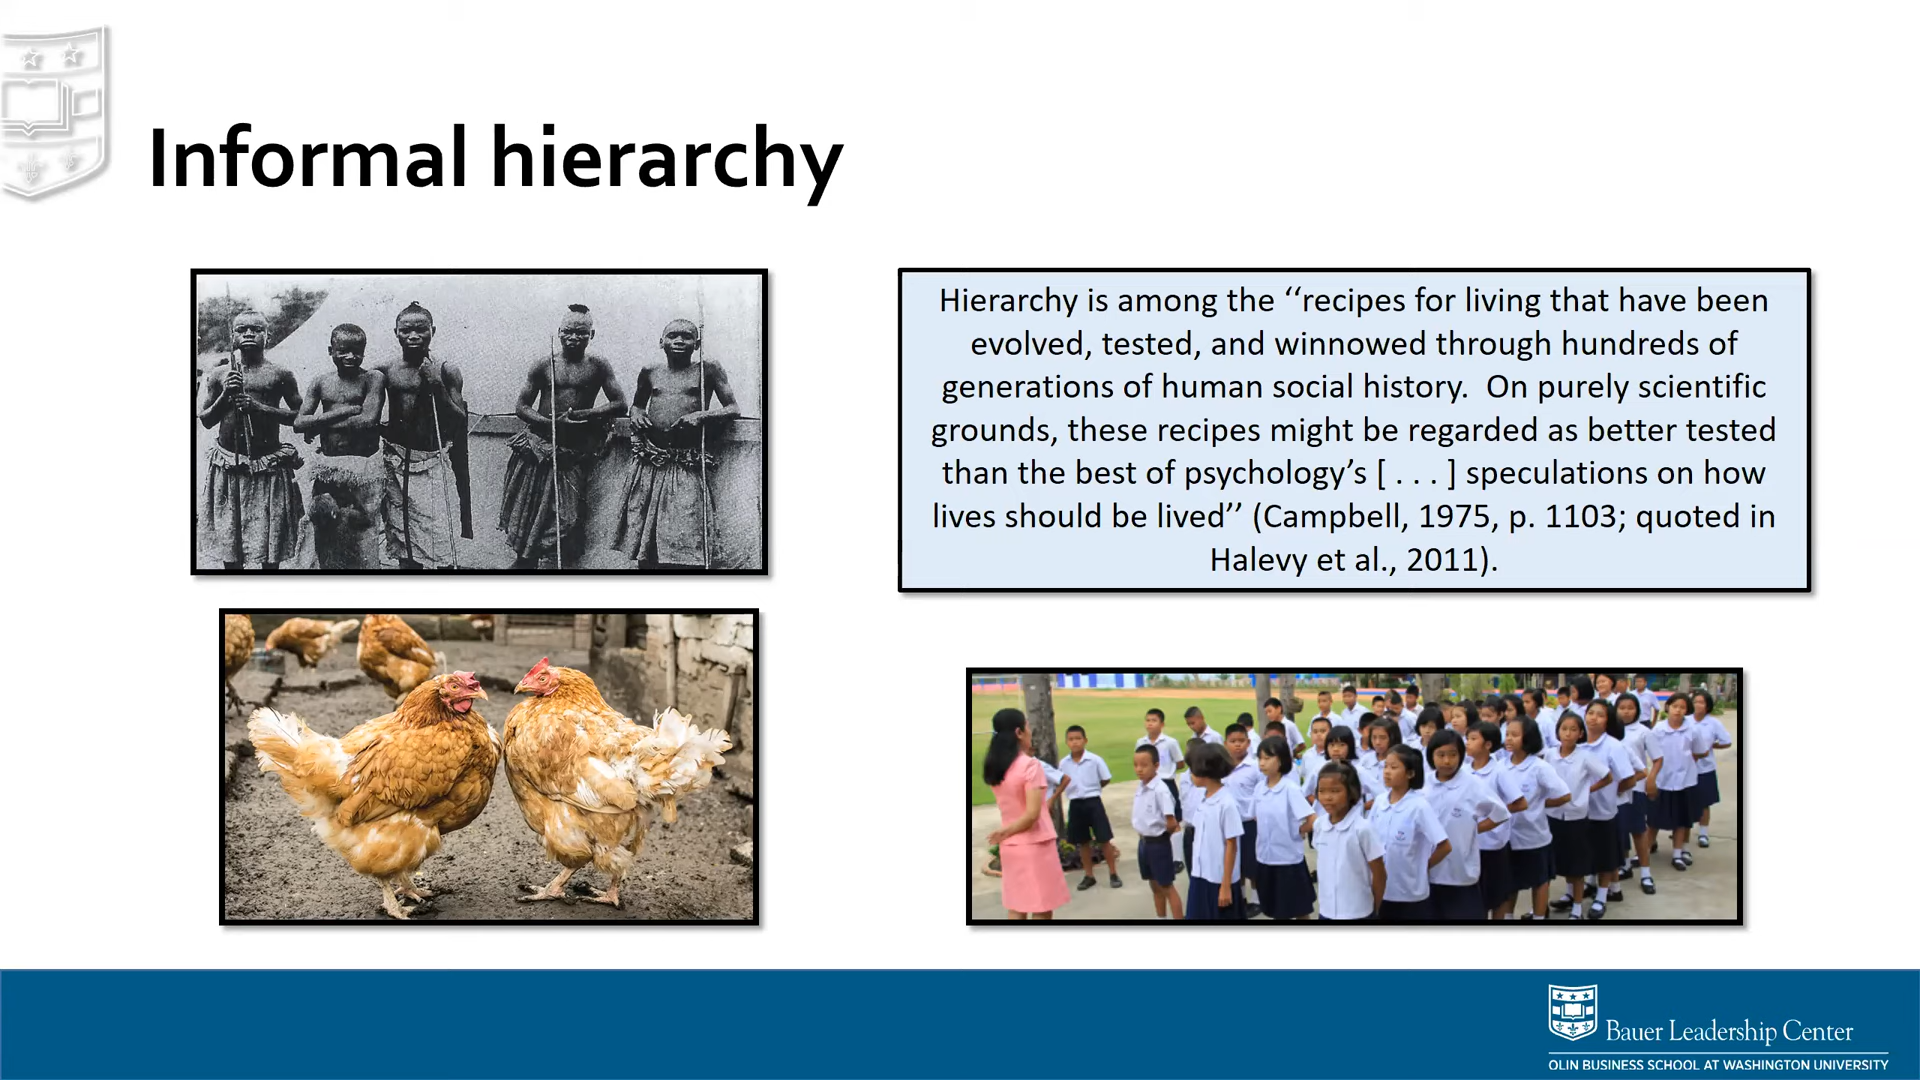 Informal hierarchy
Hierarchy is among the ‘‘recipes for living that have been
evolved, tested, and winnowed through hundreds of
generations of human social history.  On purely scientific
grounds, these recipes might be regarded as better tested
than the best of psychology’s [ . . . ] speculations on how
lives should be lived’’ (Campbell, 1975, p. 1103; quoted in
Halevy et al., 2011).
Bauer Leadership Center
OLIN BUSINESS SCHOOL AT WASHINGTON UNIVERSITY